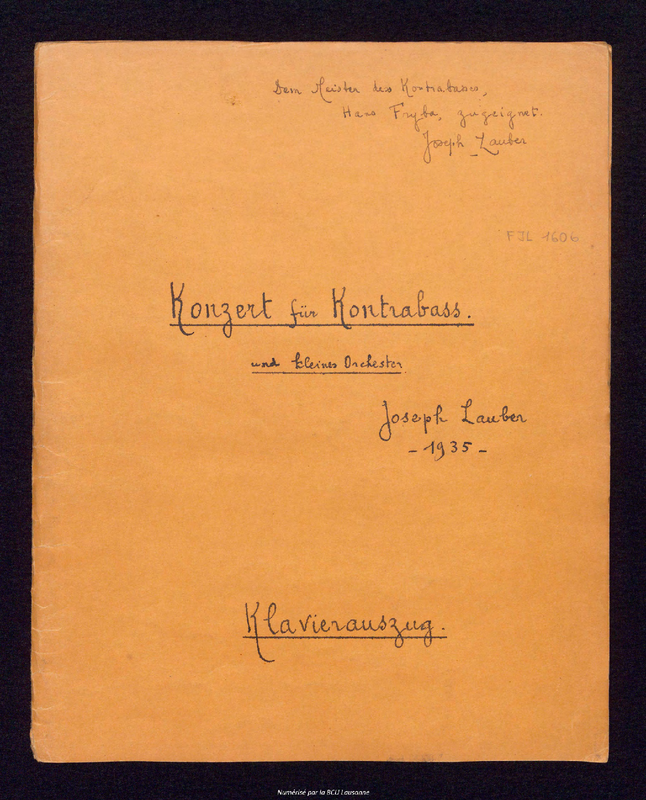 Dem Meister des Kontrabasses,
Hans Fryba, zugeignet.
Joseph Lauber
FJL 1606
Konzert für Kontrabass.
und kleines Orchester
Joseph Lauber
- 1935 -
Klavierauszug.
Numérisé par la BCU Lausanne